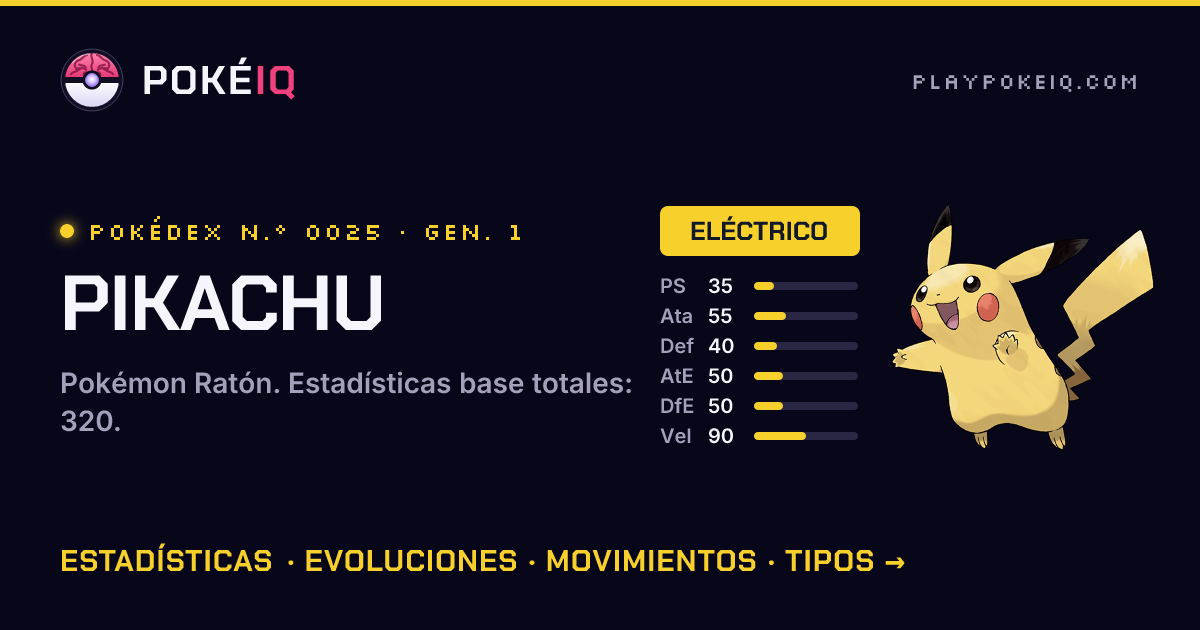 POKÉIQ
PLAYPOKEIQ.COM
POKÉDEX N.º 0025 · GEN. 1
PIKACHU
Pokémon Ratón. Estadísticas base totales:
320.
ELÉCTRICO
PS 35
Ata 55
Def 40
AtE 50
DfE 50
Vel 90
ESTADÍSTICAS · EVOLUCIONES · MOVIMIENTOS · TIPOS →